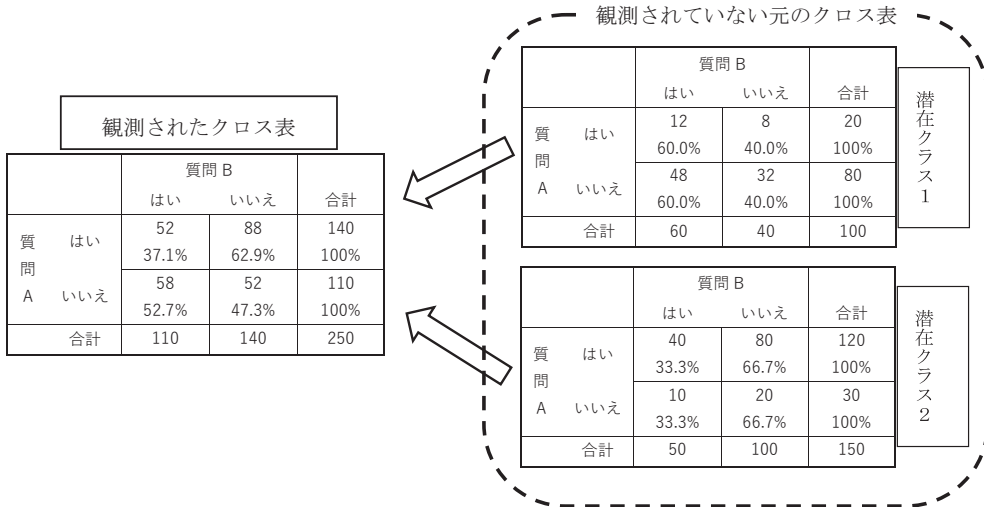 観測されていない元のクロス表
観測されたクロス表
質問 B
はい いいえ 合計
質問A はい 52 88 140
37.1% 62.9% 100%
いいえ 58 52 110
52.7% 47.3% 100%
合計 110 140 250
質問 B
はい いいえ 合計
質問A はい 12 8 20
60.0% 40.0% 100%
いいえ 48 32 80
60.0% 40.0% 100%
合計 60 40 100
潜在クラス1
質問 B
はい いいえ 合計
質問A はい 40 80 120
33.3% 66.7% 100%
いいえ 10 20 30
33.3% 66.7% 100%
合計 50 100 150
潜在クラス2